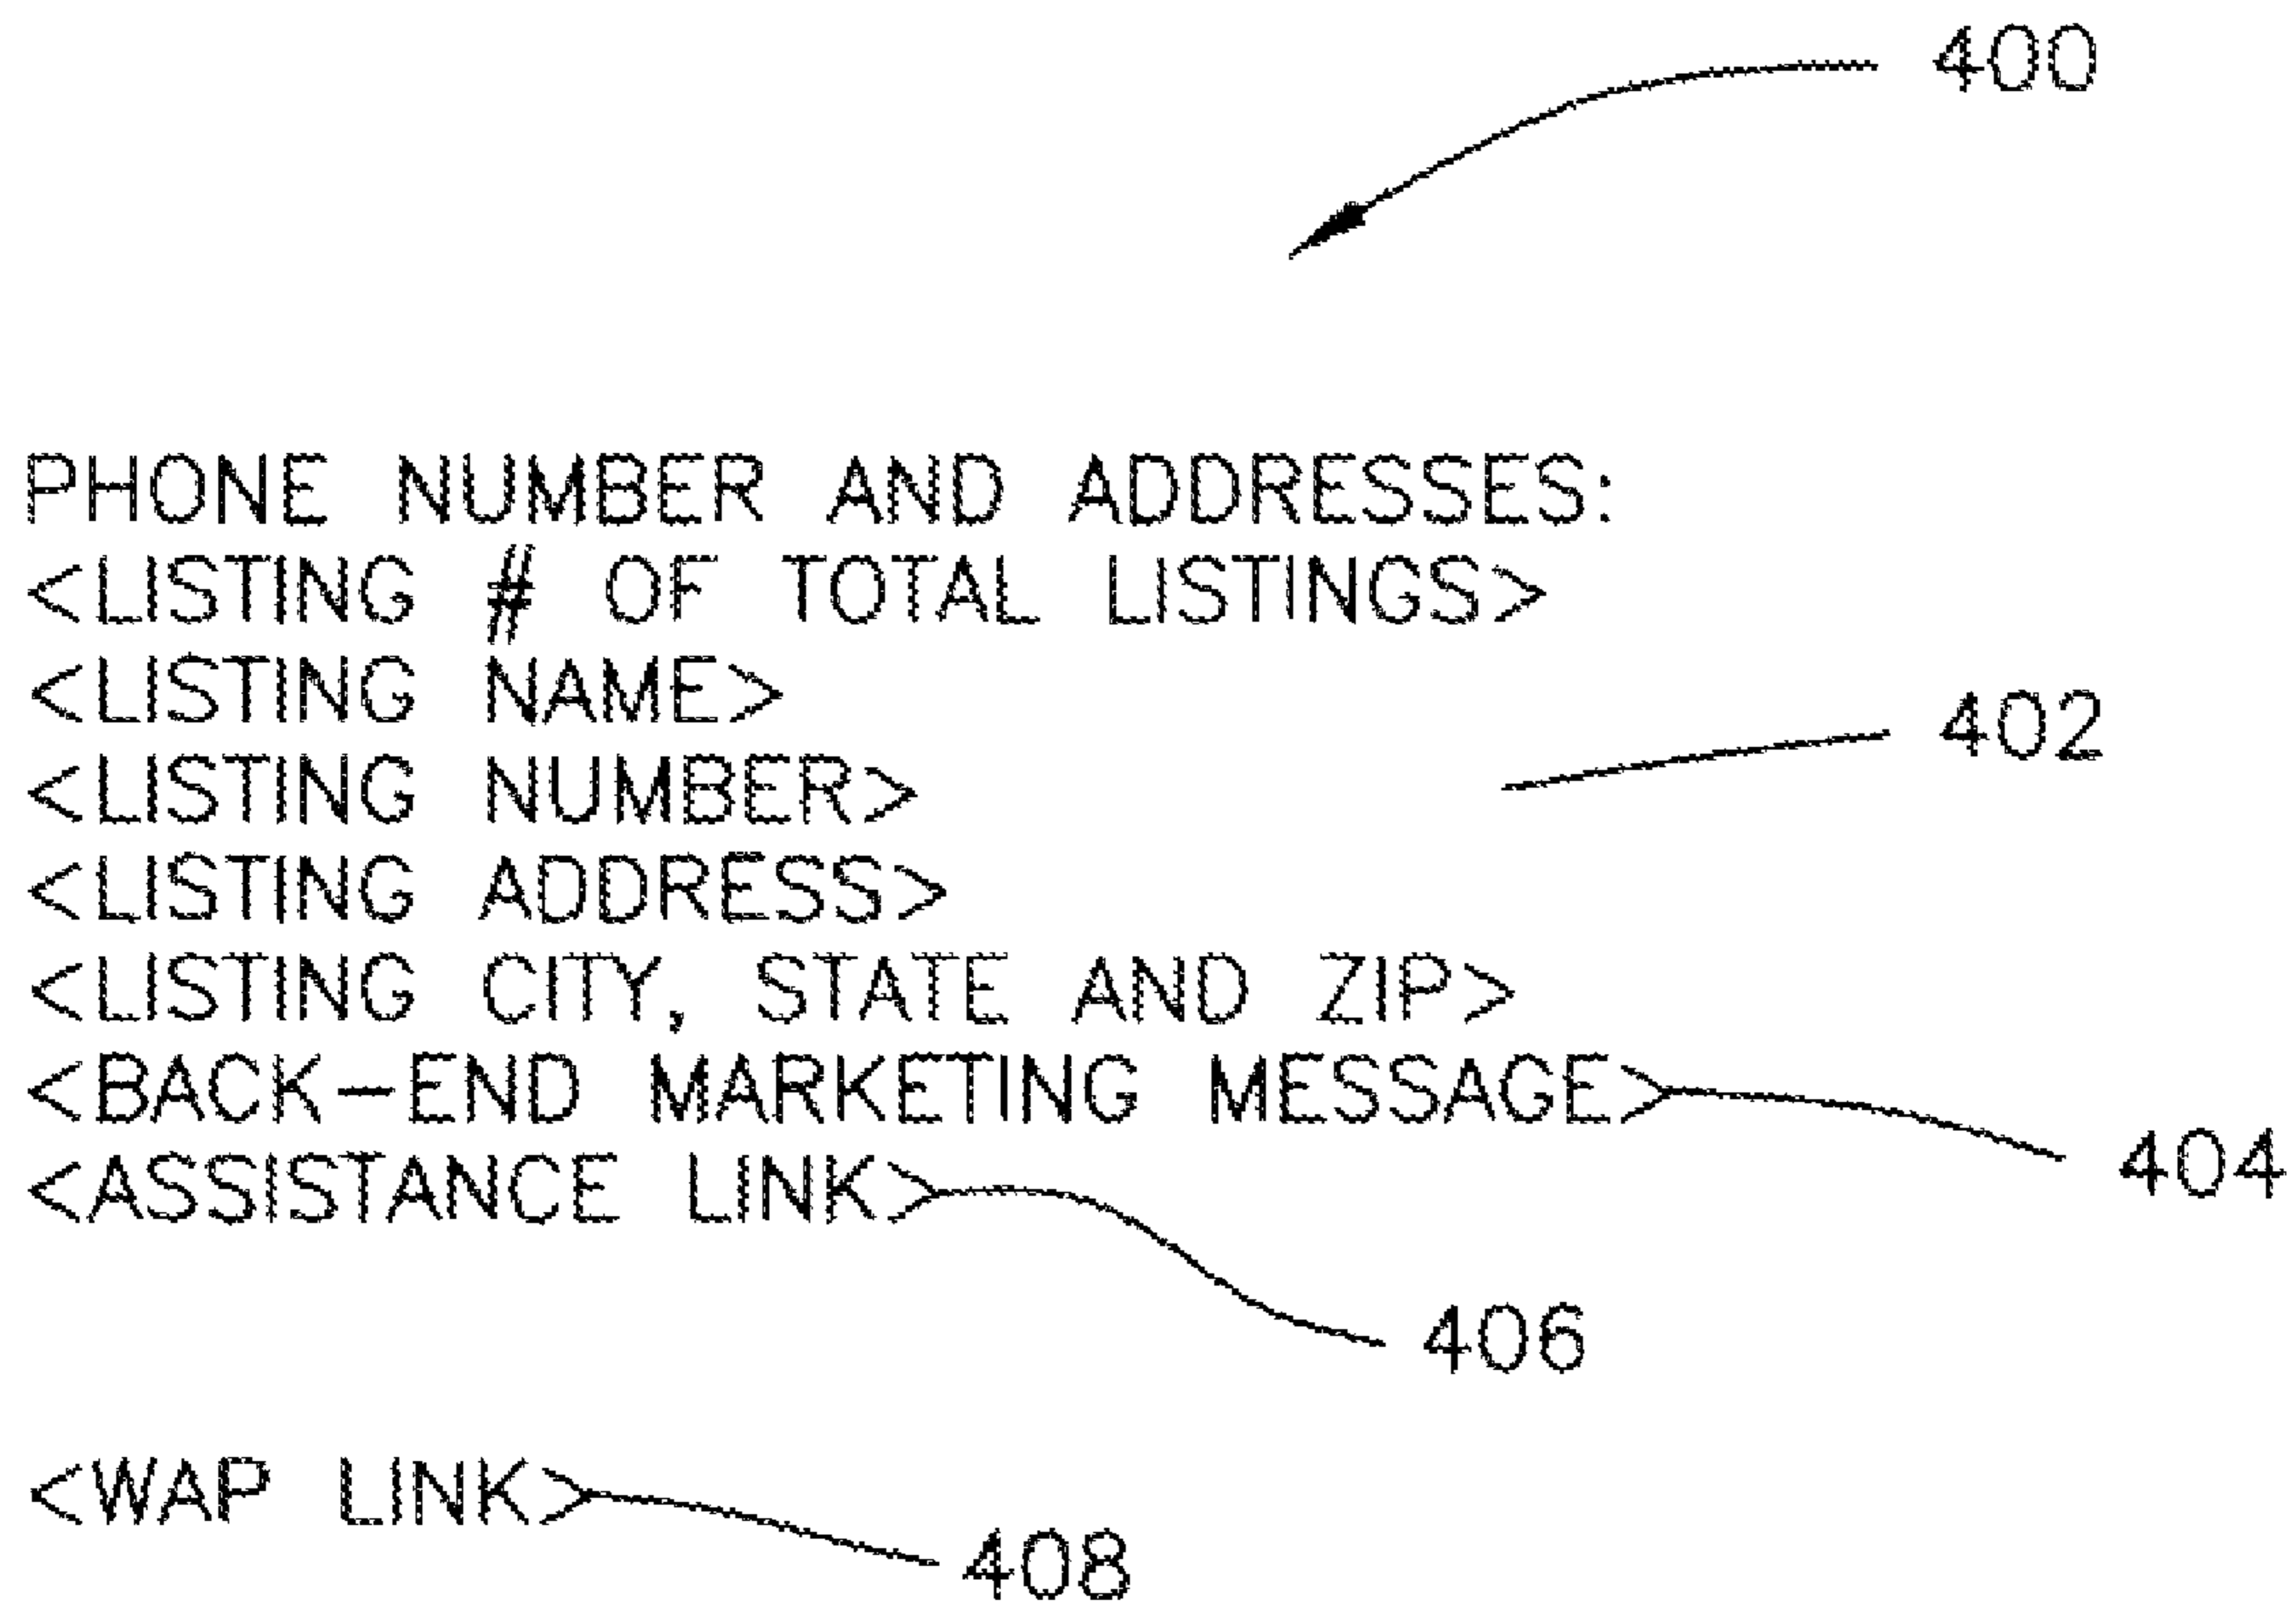 400
PHONE NUMBER AND ADDRESSES:
<LISTING # OF TOTAL LISTINGS>
<LISTING NAME>
402
<LISTING NUMBER>
<LISTING ADDRESS>
<LISTING CITY, STATE AND ZIP>
<BACK-END MARKETING MESSAGE>
404
<ASSISTANCE LINK>
406
<WAP LINK>
408